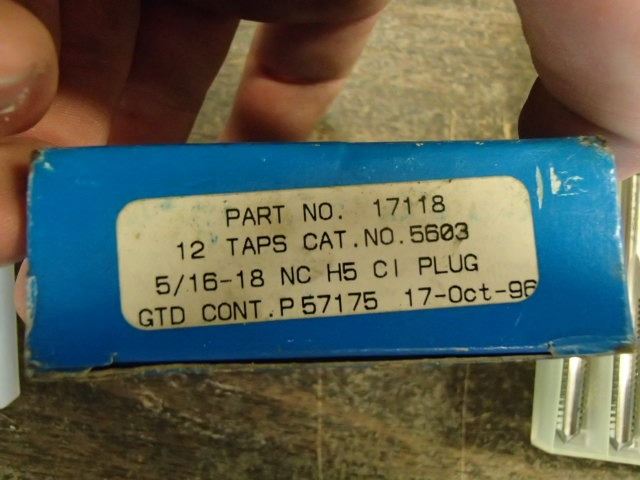 PART NO. 17118
12 TAPS CAT.NO.5603
5/16-18 NC H5 CI PLUG
GTD CONT.P57175 17-Oct-96